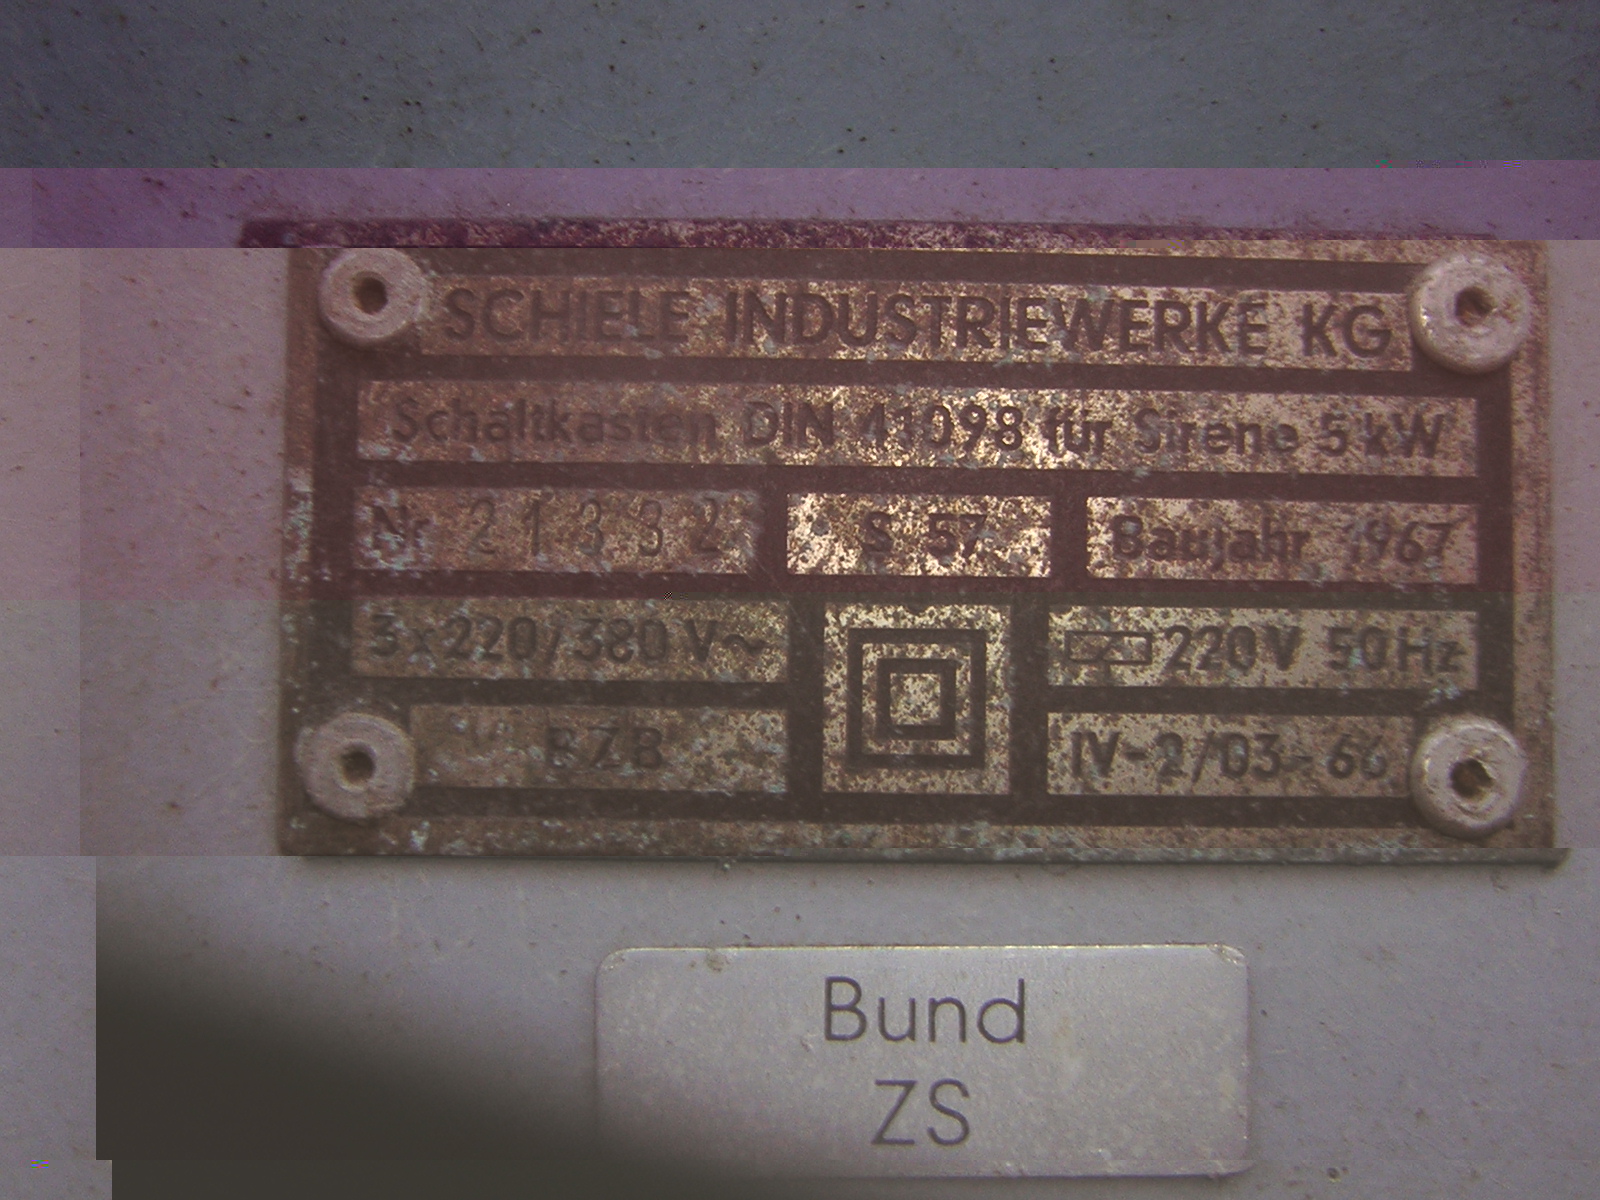 SCHIELE INDUSTRIEWERKE KG
Schaltkasten DIN 41098 für Sirene 5 kW
Nr 21332 S 57 Baujahr 1967
3x220/380 V~ 220V 50Hz
BZB IV-2/03-66
Bund
ZS